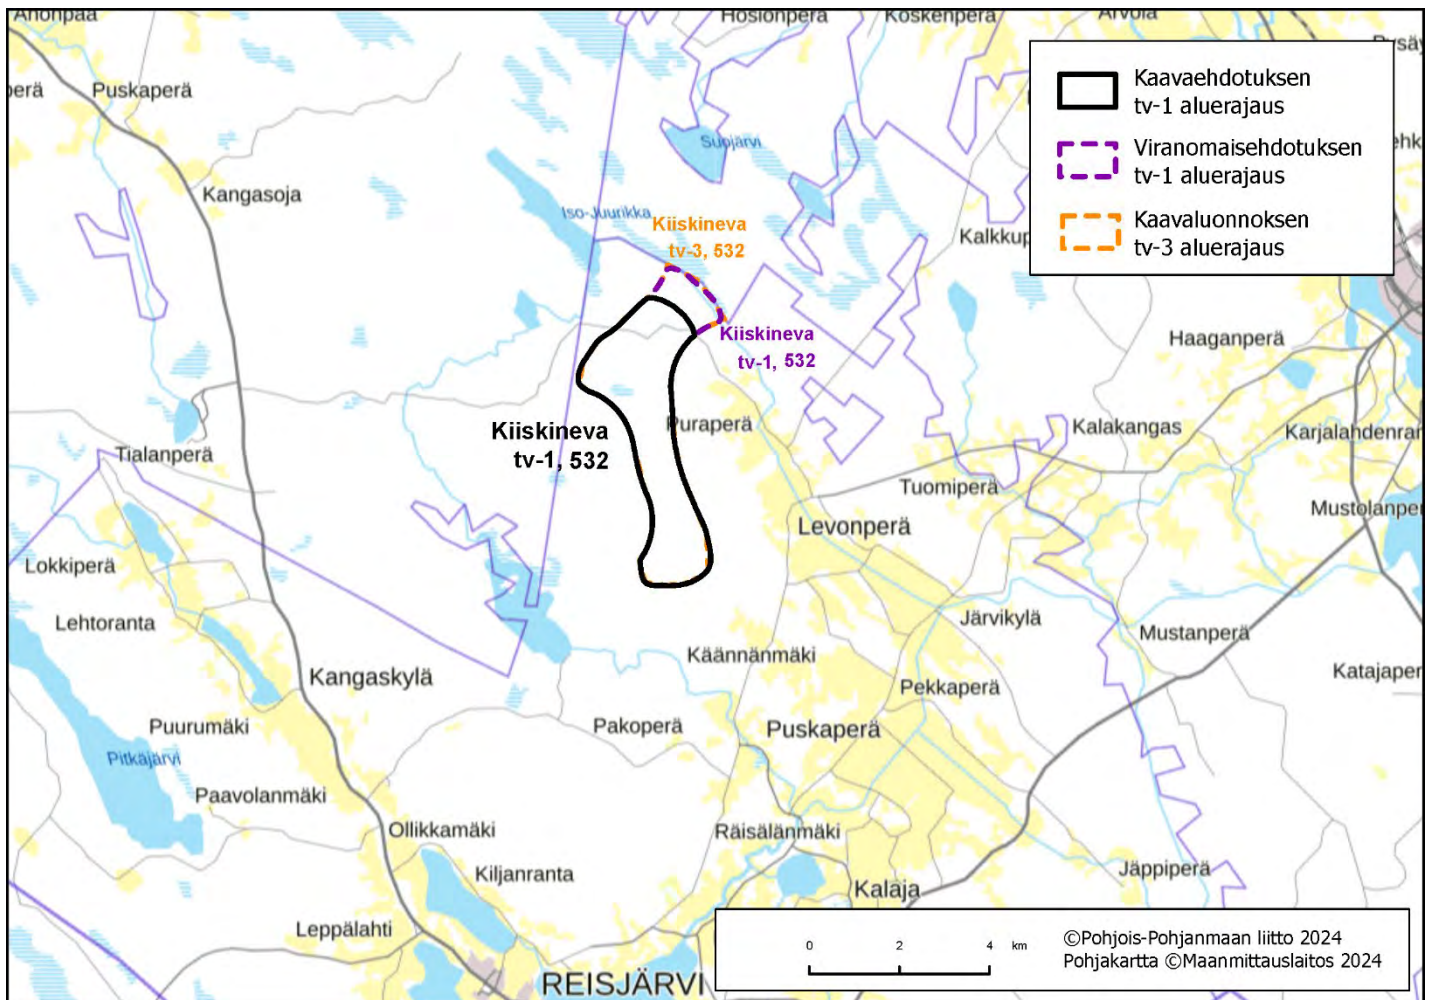 Ahonpää
Hosionperä
Koskenperä
Arvola
Puskaperä
Kaavaehdotuksen
tv-1 aluerajaus
Viranomaisehdotuksen
tv-1 aluerajaus
Kaavaluonnoksen
tv-3 aluerajaus
Suojärvi
Kangasoja
Iso-Juurikka
Kiiskineva
tv-3, 532
Kalkkup
Kiiskineva
tv-1, 532
Haaganperä
Kiiskineva
tv-1, 532
Puraperä
Kalakangas
Karjalahdenran
Tialanperä
Tuomiperä
Mustolanper
Levonperä
Lokkiperä
Lehtoranta
Järvikylä
Mustanperä
Käännänmäki
Katajaper
Kangaskylä
Pekkaperä
Puurumäki
Pakoperä
Puskaperä
Pitkäjärvi
Paavolanmäki
Ollikkamäki
Räisälänmäki
Kiljanranta
Jäppiperä
Kalaja
Leppälahti
REISJÄRVI
0 2 4 km
©Pohjois-Pohjanmaan liitto 2024
Pohjakartta ©Maanmittauslaitos 2024